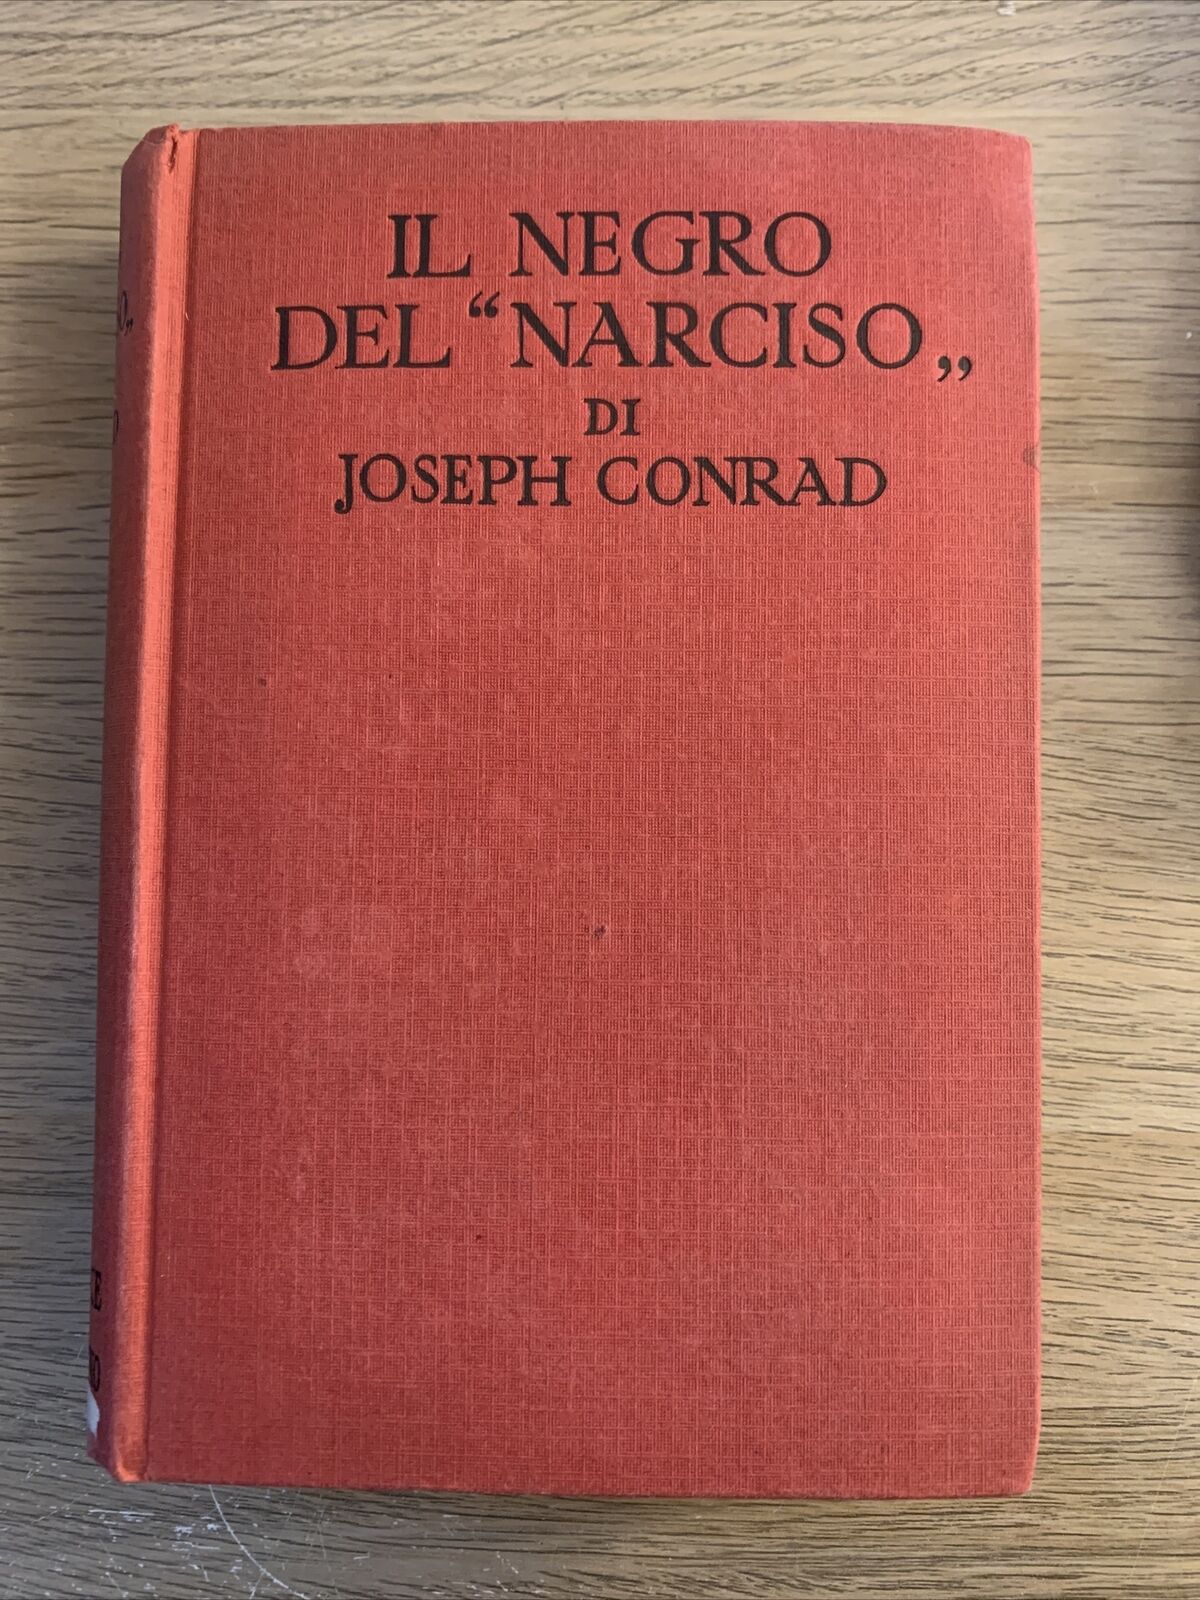 IL NEGRO
DEL “NARCISO„
DI
JOSEPH CONRAD